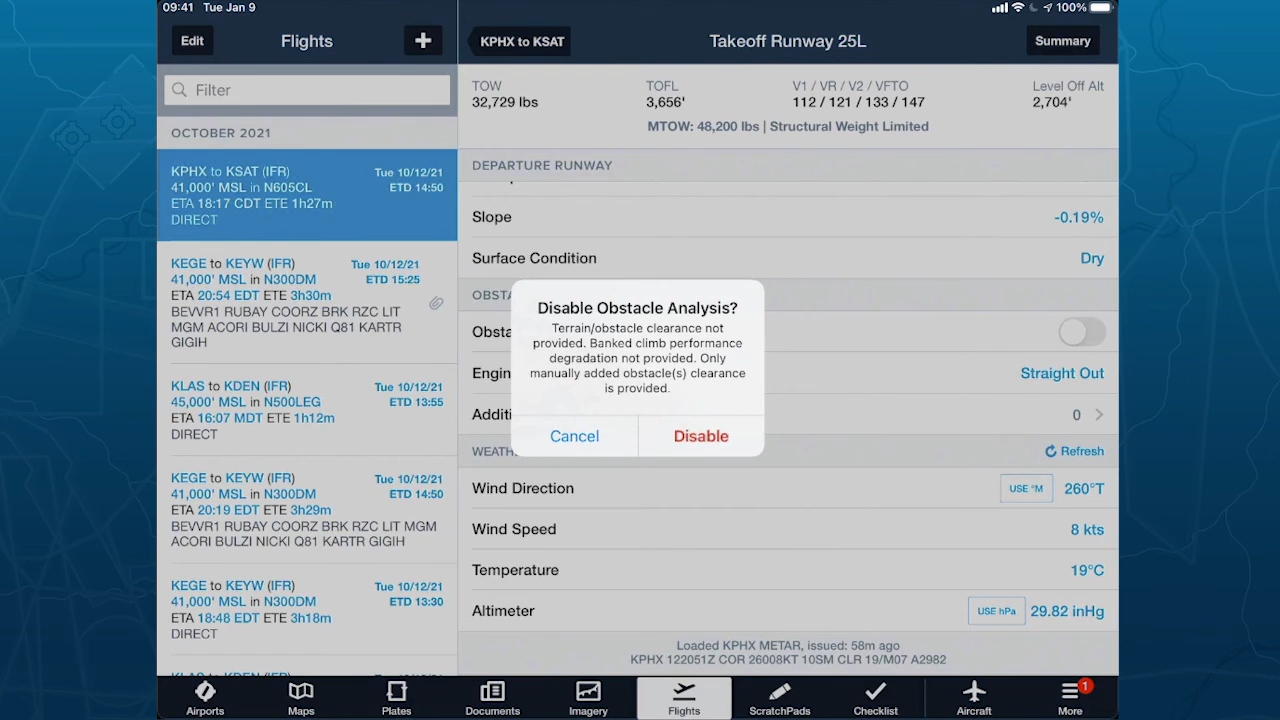 09:41 Tue Jan 9
100%
Edit
Flights
+
Filter
OCTOBER 2021
KPHX to KSAT (IFR)
Tue 10/12/21
41,000' MSL in N605CL
ETD 14:50
ETA 18:17 CDT ETE 1h27m
DIRECT
KEGE to KEYW (IFR)
Tue 10/12/21
41,000' MSL in N300DM
ETD 15:25
ETA 20:54 EDT ETE 3h30m
BEVVR1 RUBAY COORZ BRK RZC LIT
MGM ACORI BULZI NICKI Q81 KARTR
GIGIH
KLAS to KDEN (IFR)
Tue 10/12/21
45,000' MSL in N500LEG
ETD 13:55
ETA 16:07 MDT ETE 1h12m
DIRECT
KEGE to KEYW (IFR)
Tue 10/12/21
41,000' MSL in N300DM
ETD 14:50
ETA 20:19 EDT ETE 3h29m
BEVVR1 RUBAY COORZ BRK RZC LIT MGM
ACORI BULZI NICKI Q81 KARTR GIGIH
KEGE to KEYW (IFR)
Tue 10/12/21
41,000' MSL in N300DM
ETD 13:30
ETA 18:48 EDT ETE 3h18m
DIRECT
KPHX to KSAT
Takeoff Runway 25L
Summary
TOW
32,729 lbs
TOFL
3,656'
V1 / VR / V2 / VFTO
112 / 121 / 133 / 147
Level Off Alt
2,704'
MTOW: 48,200 lbs | Structural Weight Limited
DEPARTURE RUNWAY
Slope
-0.19%
Surface Condition
Dry
Straight Out
0
Disable Obstacle Analysis?
Terrain/obstacle clearance not
provided. Banked climb performance
degradation not provided. Only
manually added obstacle(s) clearance
is provided.
Cancel
Disable
Refresh
Wind Direction
USE °M
260°T
Wind Speed
8 kts
Temperature
19°C
Altimeter
USE hPa
29.82 inHg
Loaded KPHX METAR, issued: 58m ago
KPHX 122051Z COR 26008KT 10SM CLR 19/M07 A2982
Airports
Maps
Plates
Documents
Imagery
Flights
ScratchPads
Checklist
Aircraft
1
More